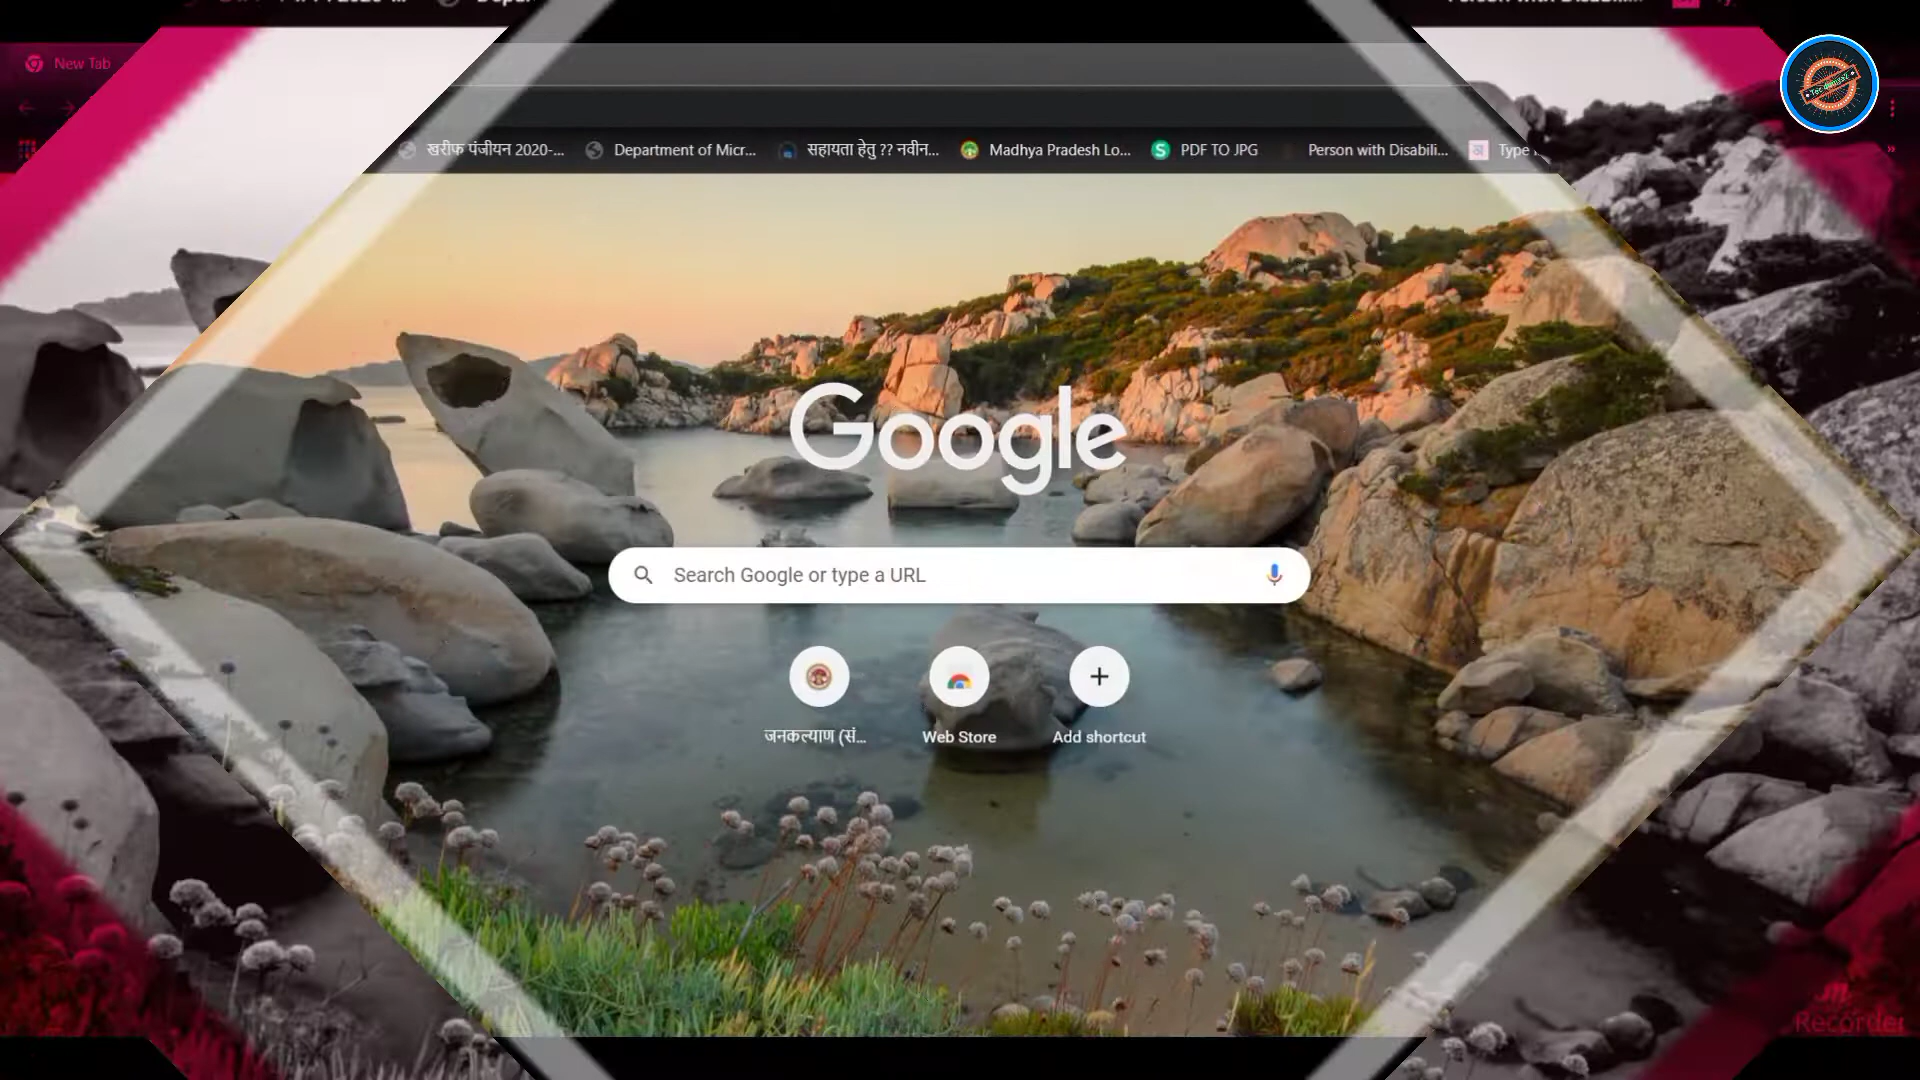 New Tab
खरीफ पंजीयन 2020-...
Department of Micr...
सहायता हेतु ?? नवीन...
Madhya Pradesh Lo...
PDF TO JPG
Person with Disabili...
Type
Google
Search Google or type a URL
जनकल्याण (सं...
Web Store
Add shortcut
Recorder